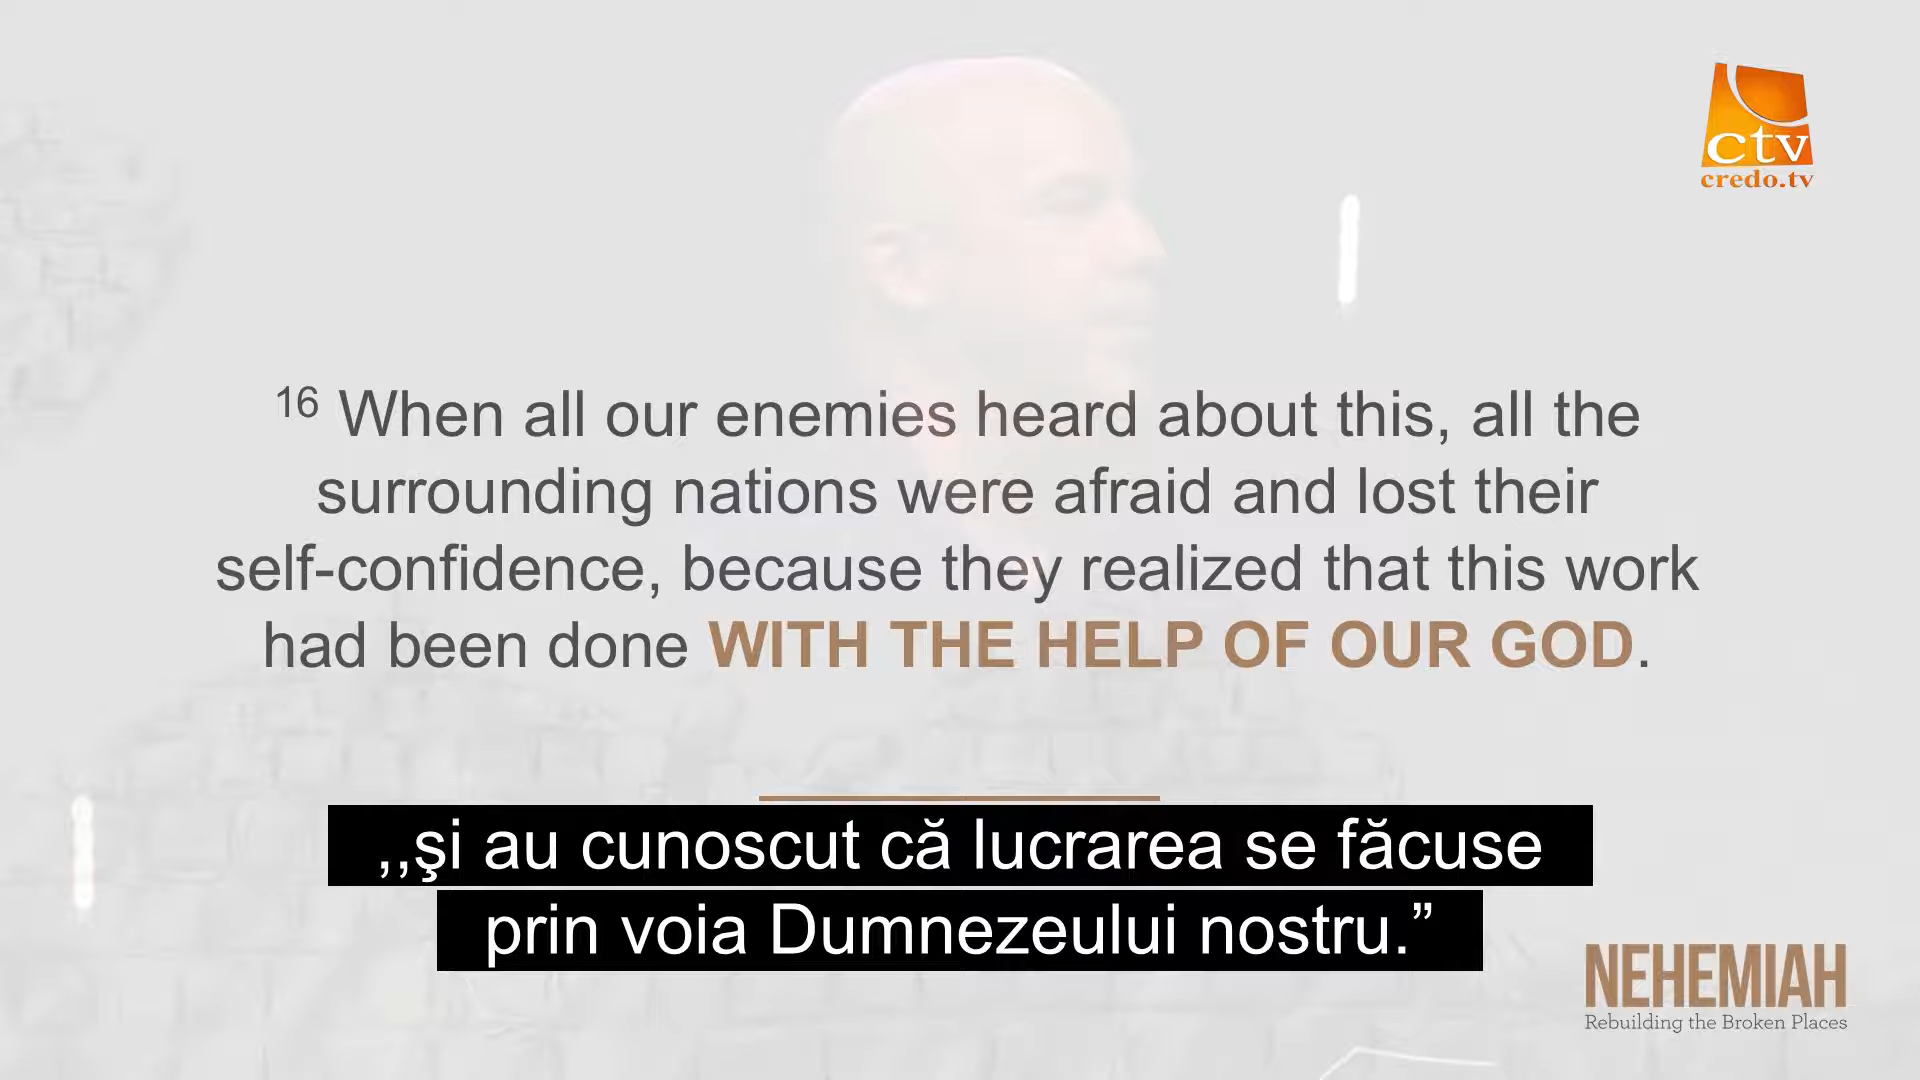 ctv
credo.tv
16 When all our enemies heard about this, all the
surrounding nations were afraid and lost their
self-confidence, because they realized that this work
had been done WITH THE HELP OF OUR GOD.
,,şi au cunoscut că lucrarea se făcuse
prin voia Dumnezeului nostru.”
NEHEMIAH
Rebuilding the Broken Places